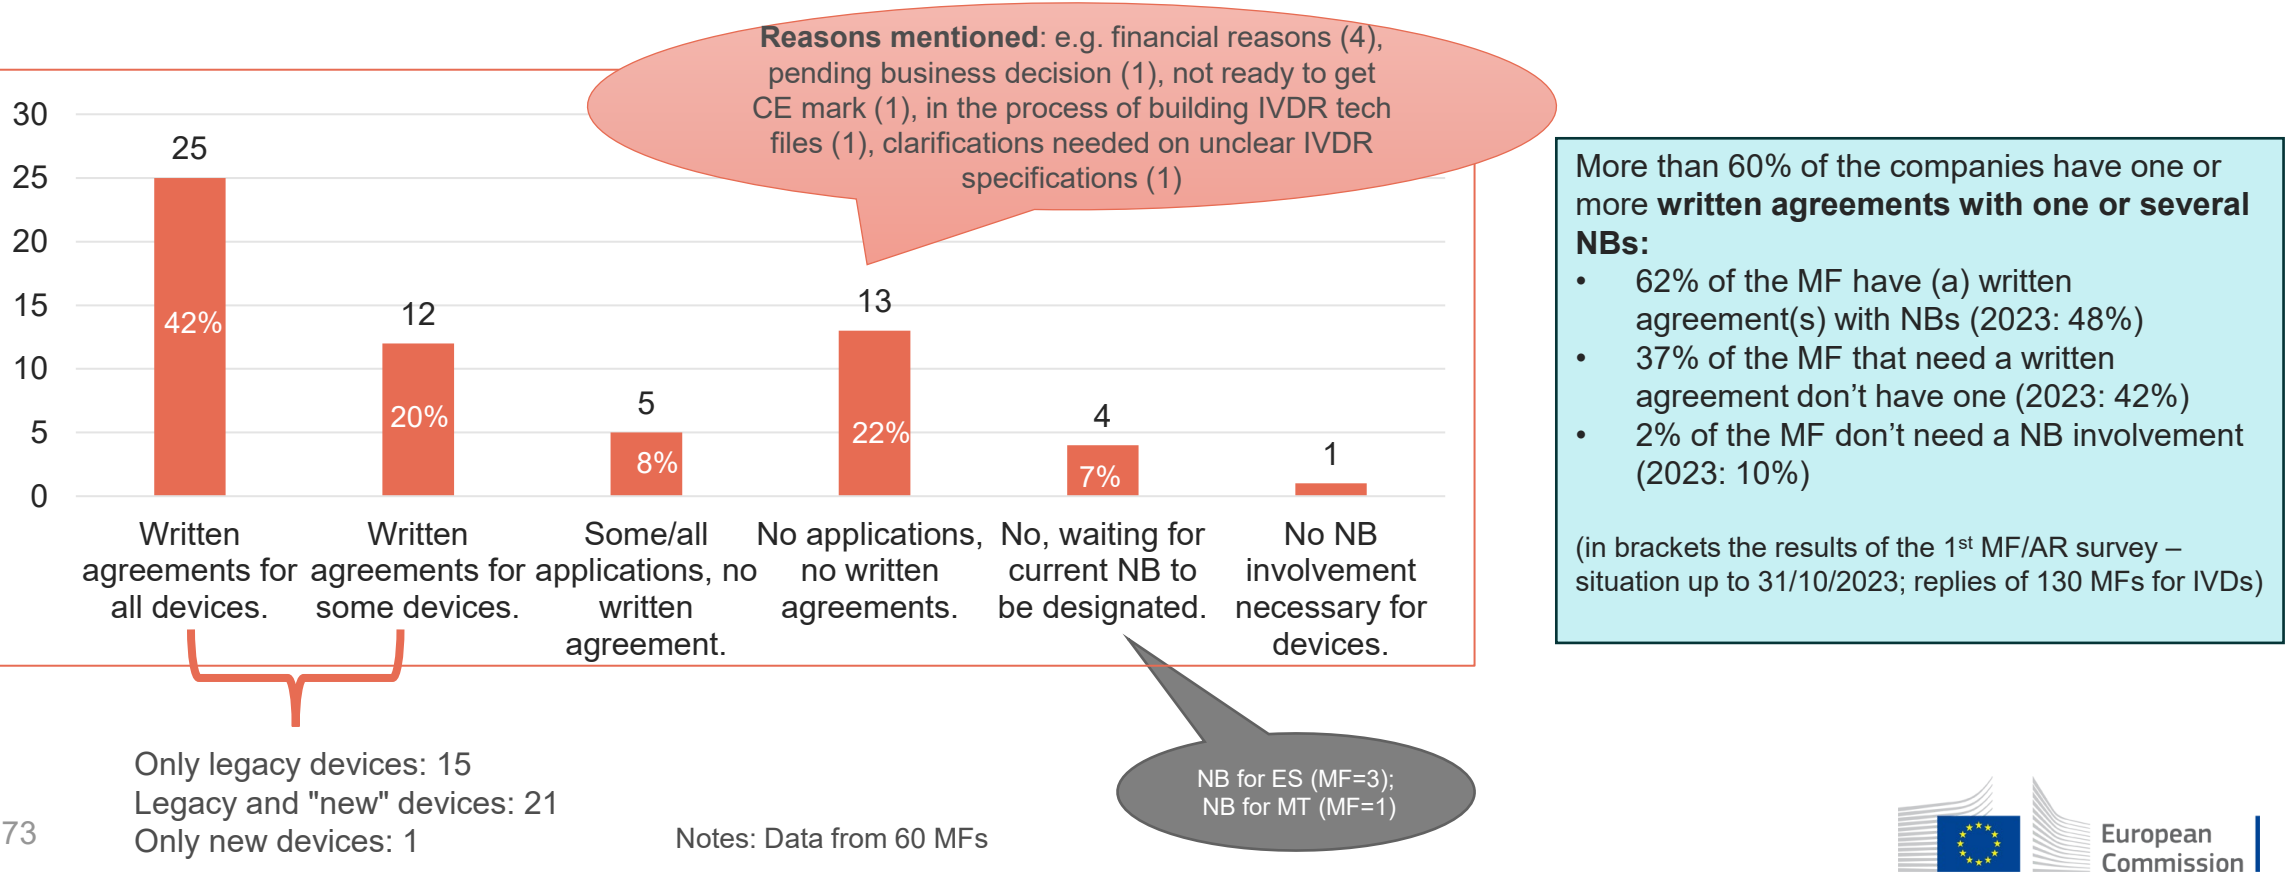 Reasons mentioned: e.g. financial reasons (4),
pending business decision (1), not ready to get
CE mark (1), in the process of building IVDR tech
files (1), clarifications needed on unclear IVDR
specifications (1)
30
25
20
15
10
5
0
25
42%
12
20%
5
8%
13
22%
4
7%
1
Written
agreements for
all devices.
Written
agreements for
some devices.
Some/all
applications, no
written
agreement.
No applications,
no written
agreements.
No, waiting for
current NB to
be designated.
No NB
involvement
necessary for
devices.
More than 60% of the companies have one or
more written agreements with one or several
NBs:
• 62% of the MF have (a) written
agreement(s) with NBs (2023: 48%)
• 37% of the MF that need a written
agreement don’t have one (2023: 42%)
• 2% of the MF don’t need a NB involvement
(2023: 10%)
(in brackets the results of the 1st MF/AR survey –
situation up to 31/10/2023; replies of 130 MFs for IVDs)
Only legacy devices: 15
Legacy and "new" devices: 21
Only new devices: 1
NB for ES (MF=3);
NB for MT (MF=1)
73
Notes: Data from 60 MFs
European
Commission